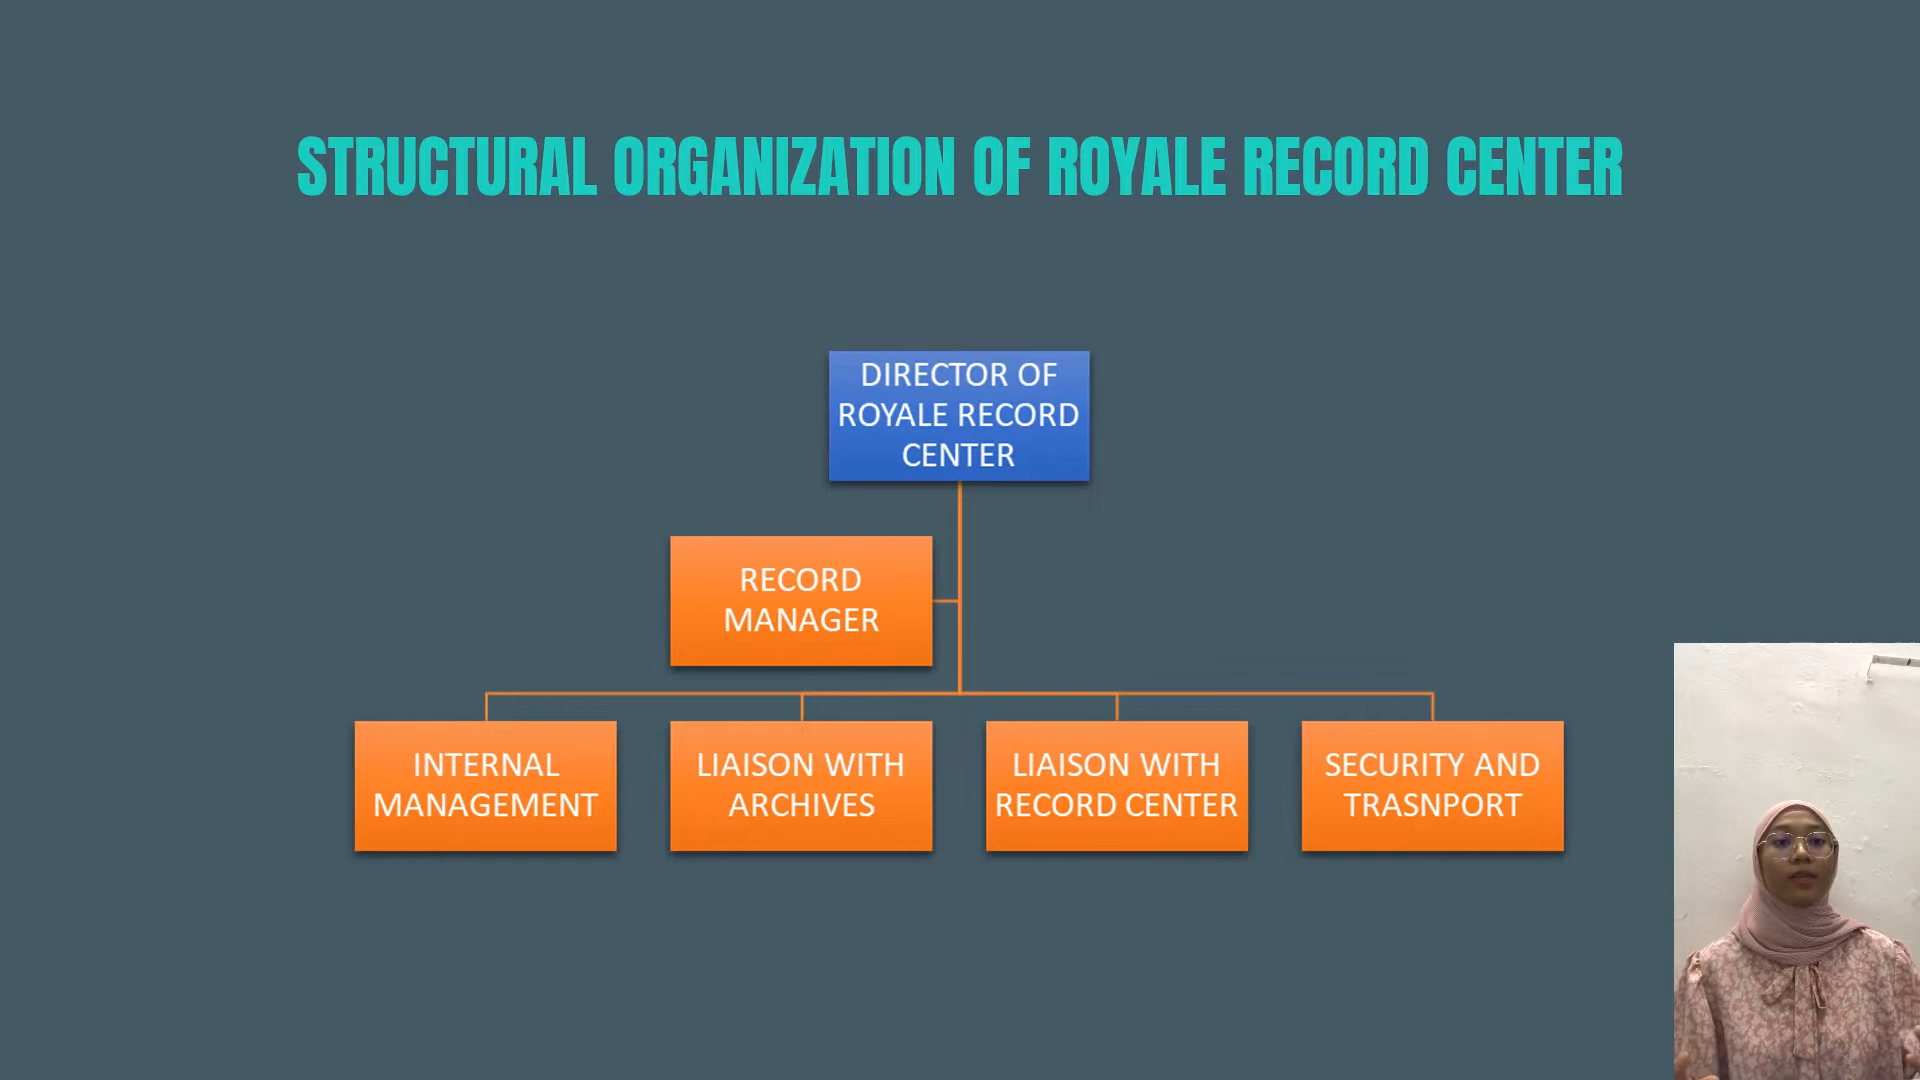 STRUCTURAL ORGANIZATION OF ROYALE RECORD CENTER
DIRECTOR OF
ROYALE RECORD
CENTER
RECORD
MANAGER
INTERNAL
MANAGEMENT
LIAISON WITH
ARCHIVES
LIAISON WITH
RECORD CENTER
SECURITY AND
TRASNPORT